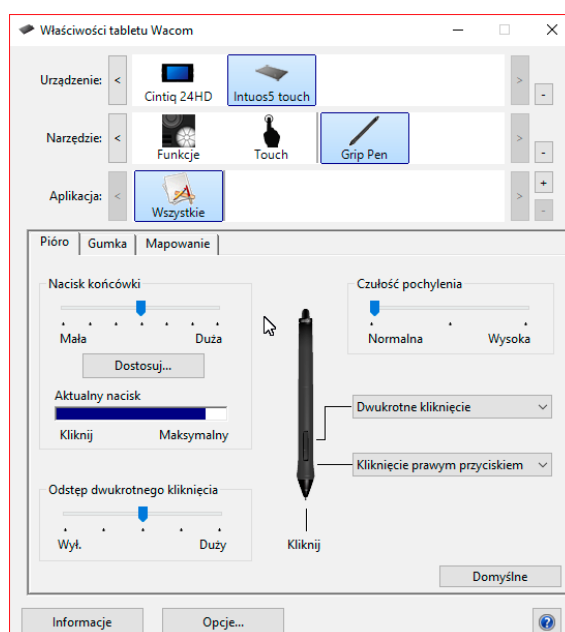 Właściwości tabletu Wacom
Urządzenie:
<
Cintiq 24HD
Intuos5 touch
>
-
Narzędzie:
<
Funkcje
Touch
Grip Pen
>
-
Aplikacja:
<
Wszystkie
>
+
-
Pióro
Gumka
Mapowanie
Nacisk końcówki
Mała
Duża
Dostosuj...
Aktualny nacisk
Kliknij
Maksymalny
Odstęp dwukrotnego kliknięcia
Wył.
Duży
Kliknij
Czułość pochylenia
Normalna
Wysoka
Dwukrotne kliknięcie
Kliknięcie prawym przyciskiem
Domyślne
Informacje
Opcje...
?